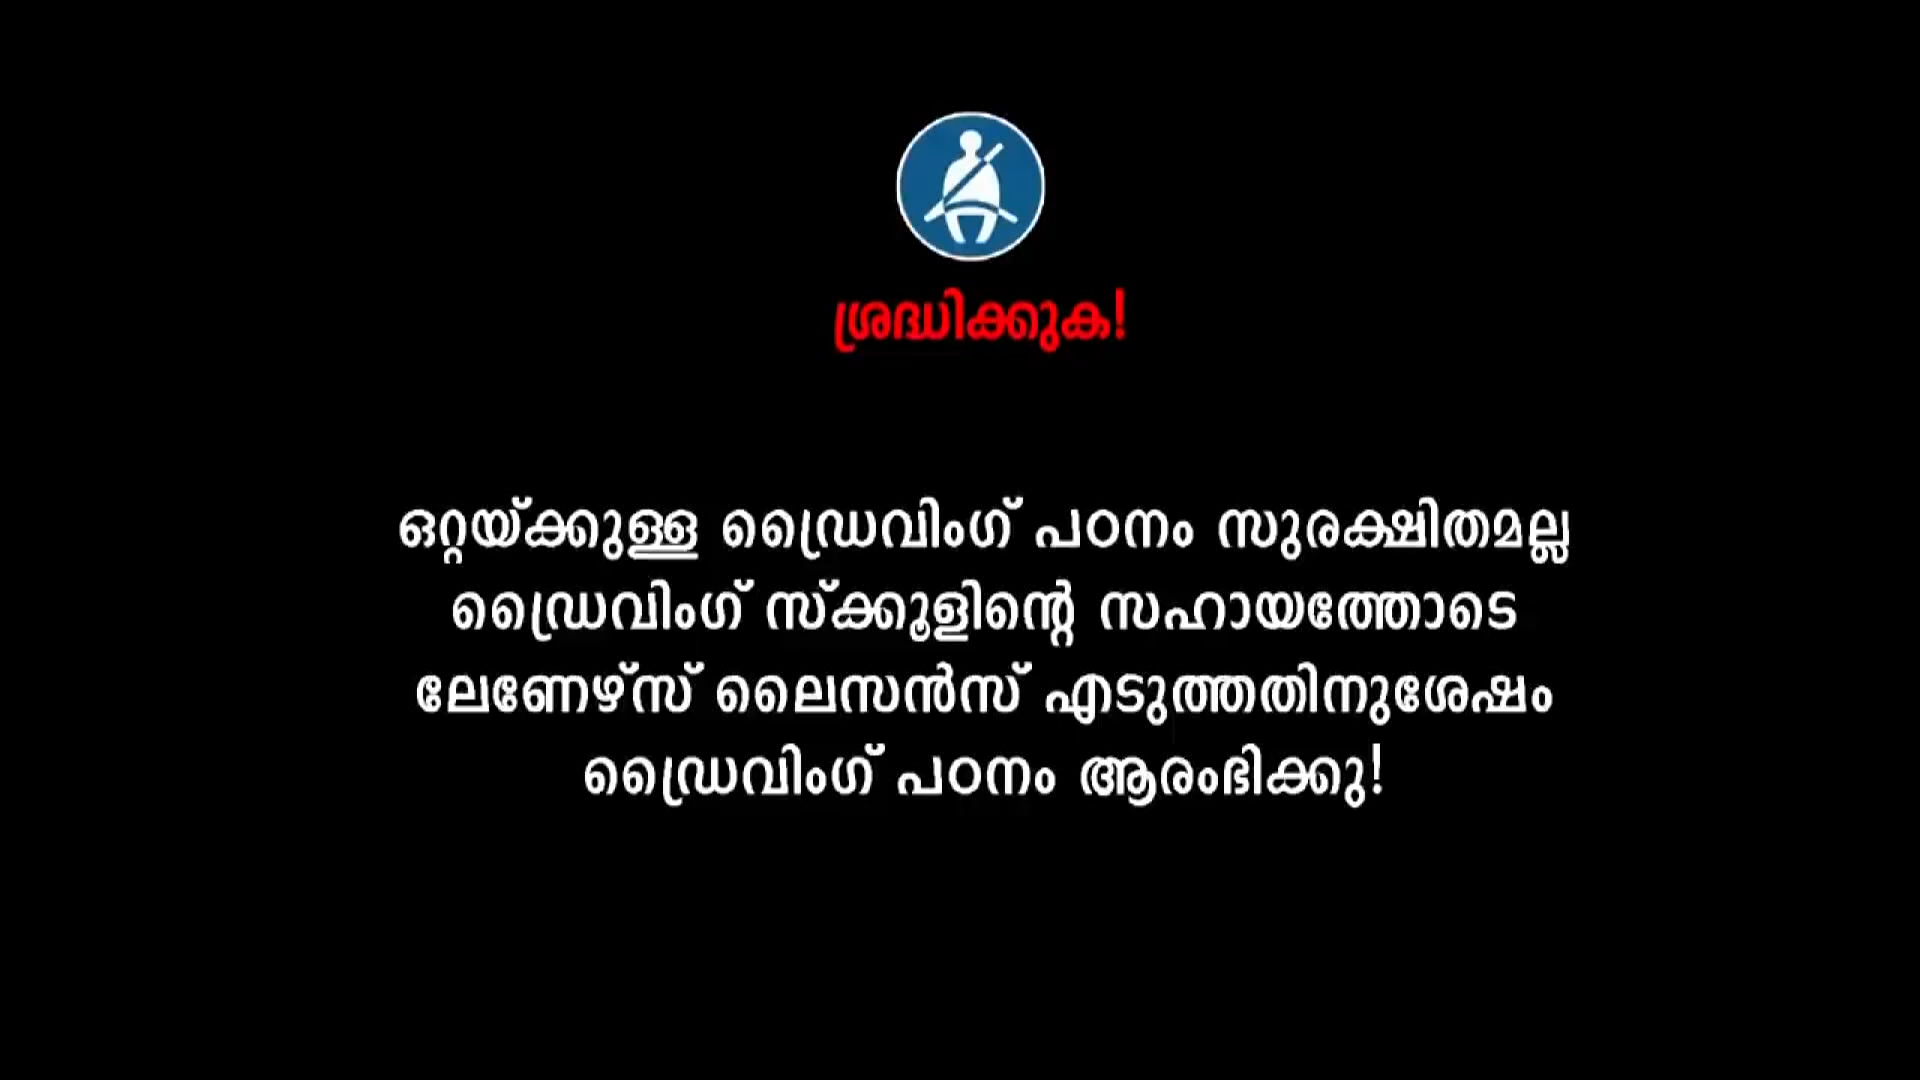 ശ്രദ്ധിക്കുക!
ഒറ്റയ്ക്കുള്ള ഡ്രൈവിംഗ് പഠനം സുരക്ഷിതമല്ല
ഡ്രൈവിംഗ് സ്ക്കൂളിന്റെ സഹായത്തോടെ
ലേണേഴ്സ് ലൈസൻസ് എടുത്തതിനുശേഷം
ഡ്രൈവിംഗ് പഠനം ആരംഭിക്കു!